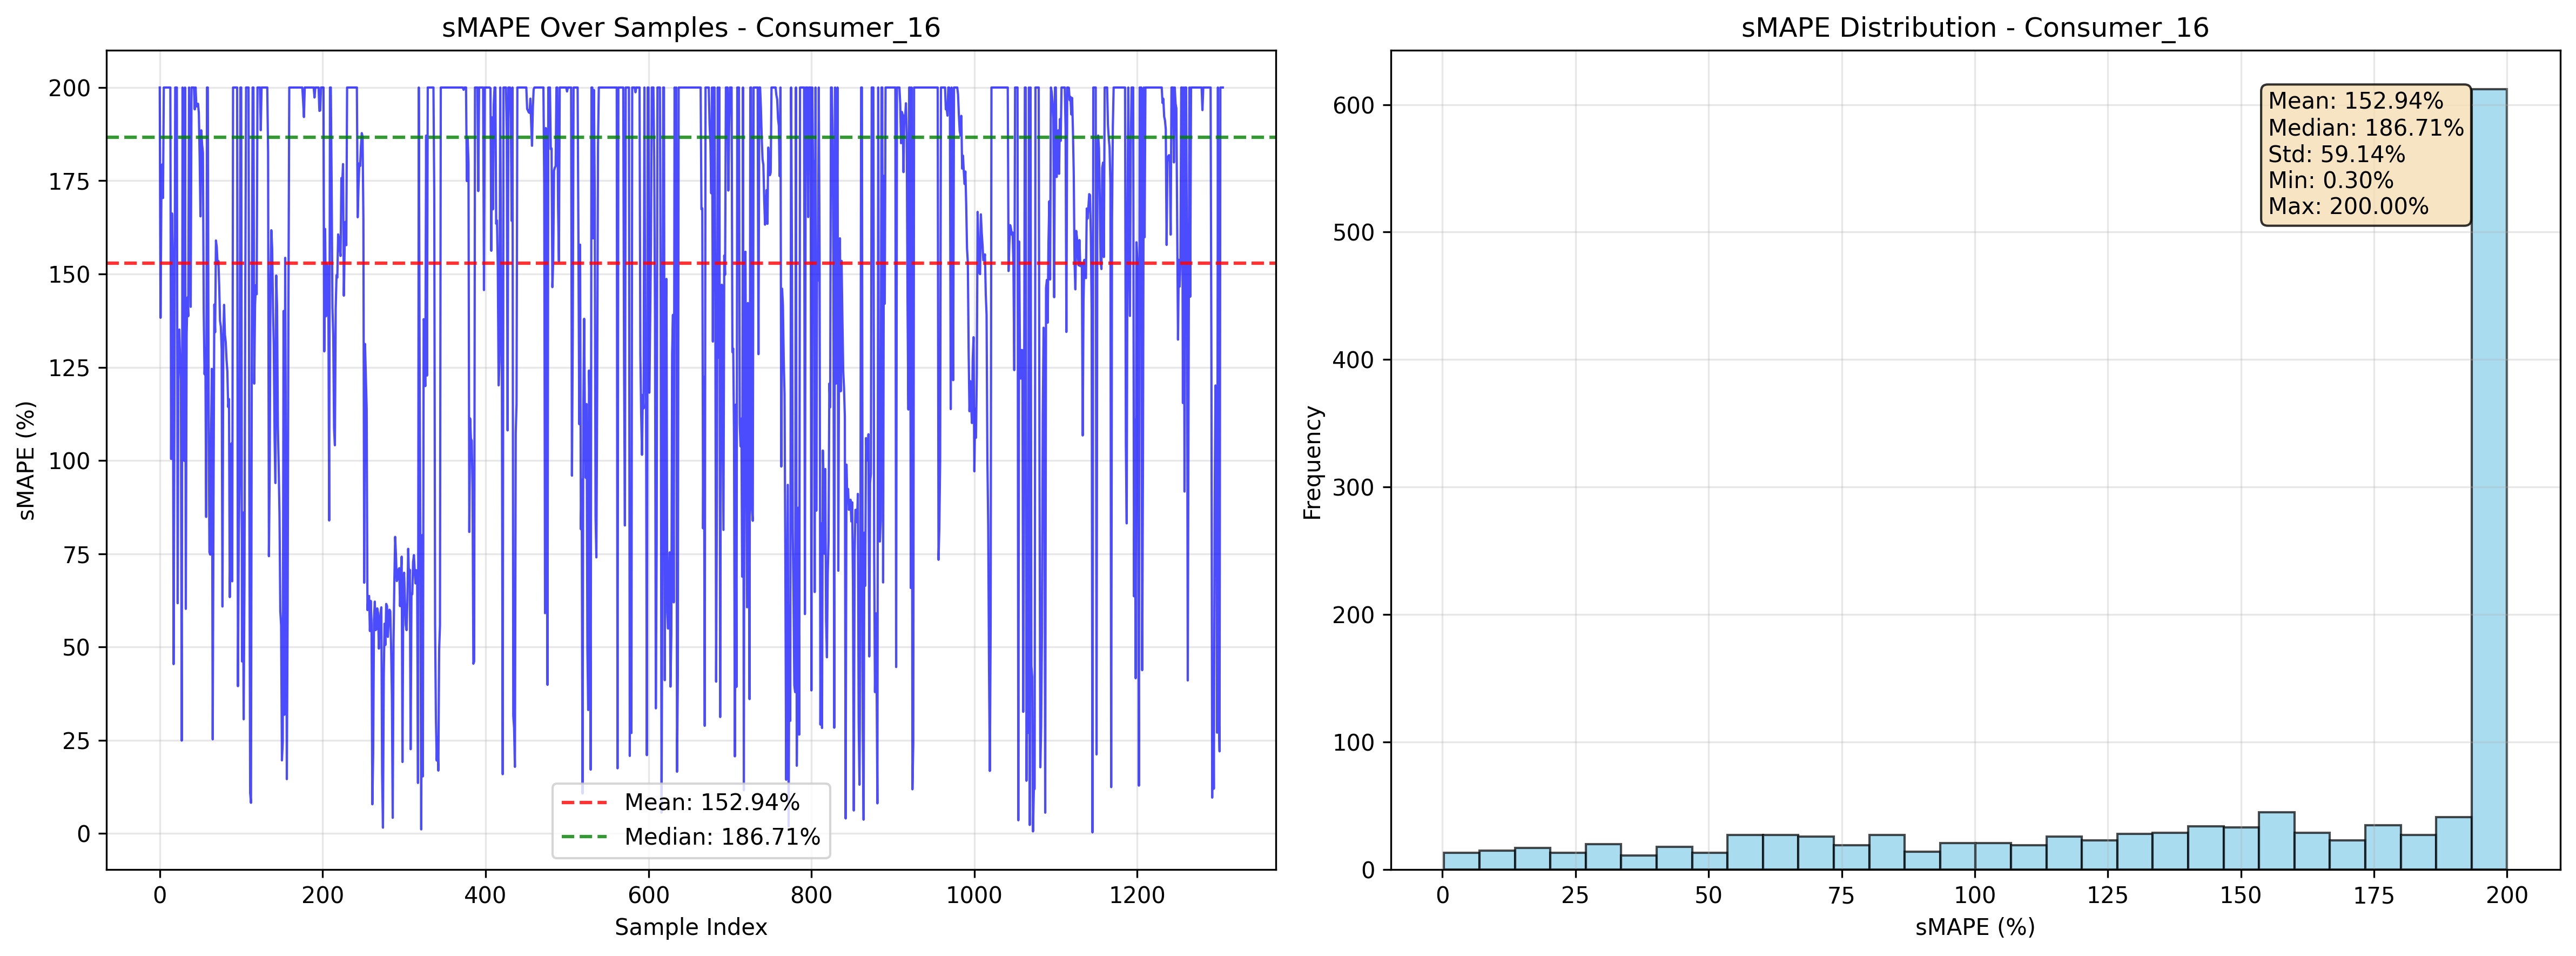 sMAPE Over Samples - Consumer_16
sMAPE (%)
200
175
150
125
100
75
50
25
0
0 200 400 600 800 1000 1200
Sample Index
Mean: 152.94%
Median: 186.71%
sMAPE Distribution - Consumer_16
Frequency
600
500
400
300
200
100
0
0 25 50 75 100 125 150 175 200
sMAPE (%)
Mean: 152.94%
Median: 186.71%
Std: 59.14%
Min: 0.30%
Max: 200.00%